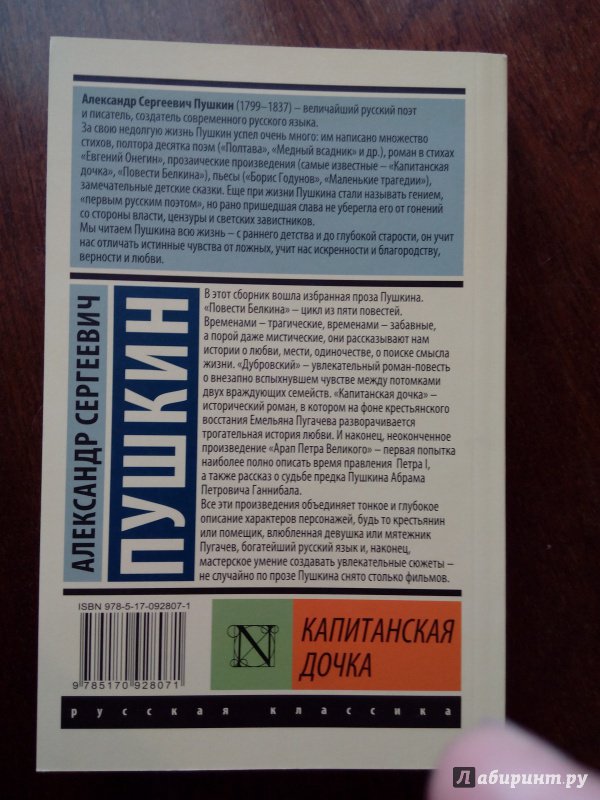 Александр Сергеевич Пушкин (1799–1837) – величайший русский поэт
и писатель, создатель современного русского языка.
За свою недолгую жизнь Пушкин успел очень много: им написано множество
стихов, полтора десятка поэм («Полтава», «Медный всадник» и др.), роман в стихах
«Евгений Онегин», прозаические произведения (самые известные – «Капитанская
дочка», «Повести Белкина»), пьесы («Борис Годунов», «Маленькие трагедии»),
замечательные детские сказки. Еще при жизни Пушкина стали называть гением,
«первым русским поэтом», но рано пришедшая слава не уберегла его от гонений
со стороны власти, цензуры и светских завистников.
Мы читаем Пушкина всю жизнь – с раннего детства и до глубокой старости, он учит
нас отличать истинные чувства от ложных, учит нас искренности и благородству,
верности и любви.
АЛЕКСАНДР СЕРГЕЕВИЧ
ПУШКИН
В этот сборник вошла избранная проза Пушкина.
«Повести Белкина» – цикл из пяти повестей.
Временами – трагические, временами – забавные,
а порой даже мистические, они рассказывают нам
истории о любви, мести, одиночестве, о поиске смысла
жизни. «Дубровский» – увлекательный роман-повесть
о внезапно вспыхнувшем чувстве между потомками
двух враждующих семейств. «Капитанская дочка» –
исторический роман, в котором на фоне крестьянского
восстания Емельяна Пугачева разворачивается
трогательная история любви. И наконец, неоконченное
произведение «Арап Петра Великого» – первая попытка
наиболее полно описать время правления Петра I,
а также рассказ о судьбе предка Пушкина Абрама
Петровича Ганнибала.
Все эти произведения объединяет тонкое и глубокое
описание характеров персонажей, будь то крестьянин
или помещик, влюбленная девушка или мятежник
Пугачев, богатейший русский язык и, наконец,
мастерское умение создавать увлекательные сюжеты –
не случайно по прозе Пушкина снято столько фильмов.
ISBN 978-5-17-092807-1
9 785170 928071
N
КАПИТАНСКАЯ
ДОЧКА
русская классика
Лабиринт.ру